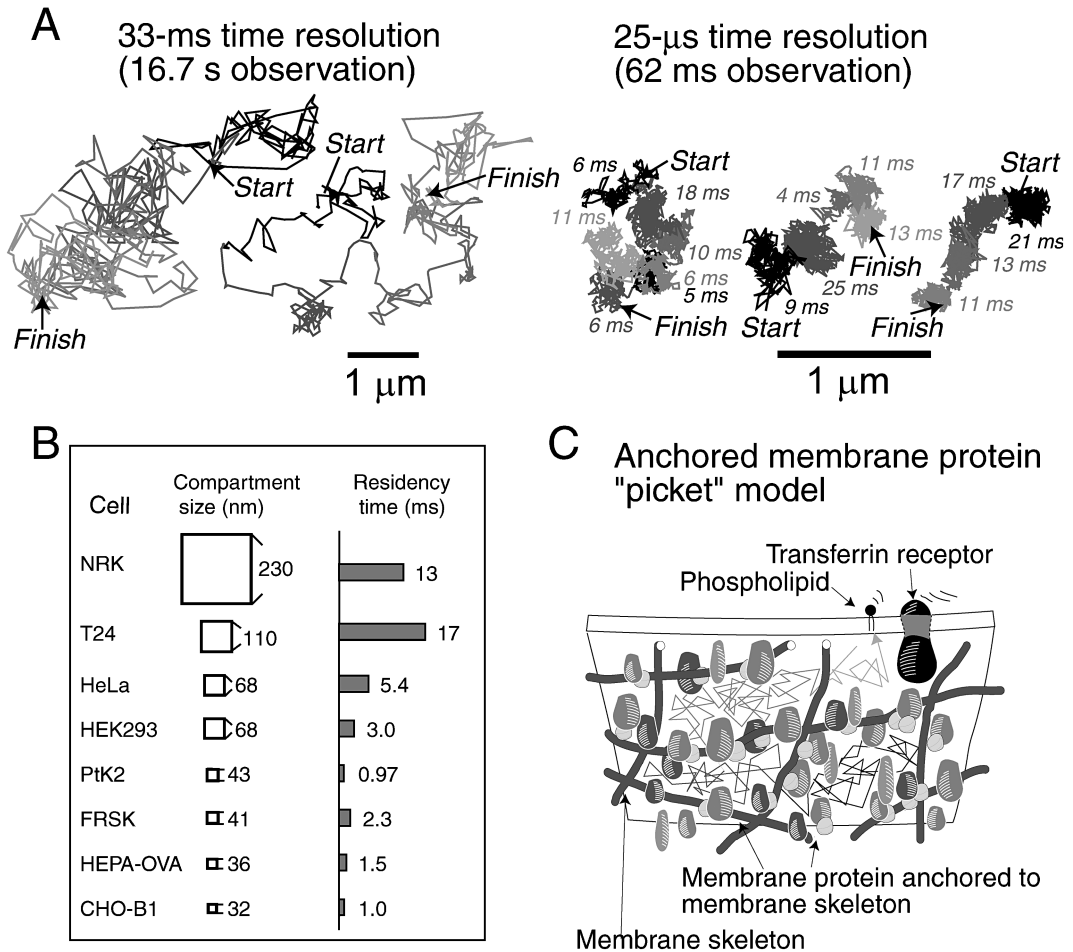 A
33-ms time resolution
(16.7 s observation)
25-μs time resolution
(62 ms observation)
Start
Start
Finish
Finish
1 μm
6 ms
Start
18 ms
11 ms
10 ms
6 ms
5 ms
6 ms
Finish
11 ms
4 ms
13 ms
Finish
25 ms
9 ms
Start
17 ms
Start
21 ms
13 ms
11 ms
Finish
1 μm
B
Cell
Compartment
size (nm)
Residency
time (ms)
NRK 230 13
T24 110 17
HeLa 68 5.4
HEK293 68 3.0
PtK2 43 0.97
FRSK 41 2.3
HEPA-OVA 36 1.5
CHO-B1 32 1.0
C
Anchored membrane protein
"picket" model
Transferrin receptor
Phospholipid
Membrane protein anchored to
membrane skeleton
Membrane skeleton